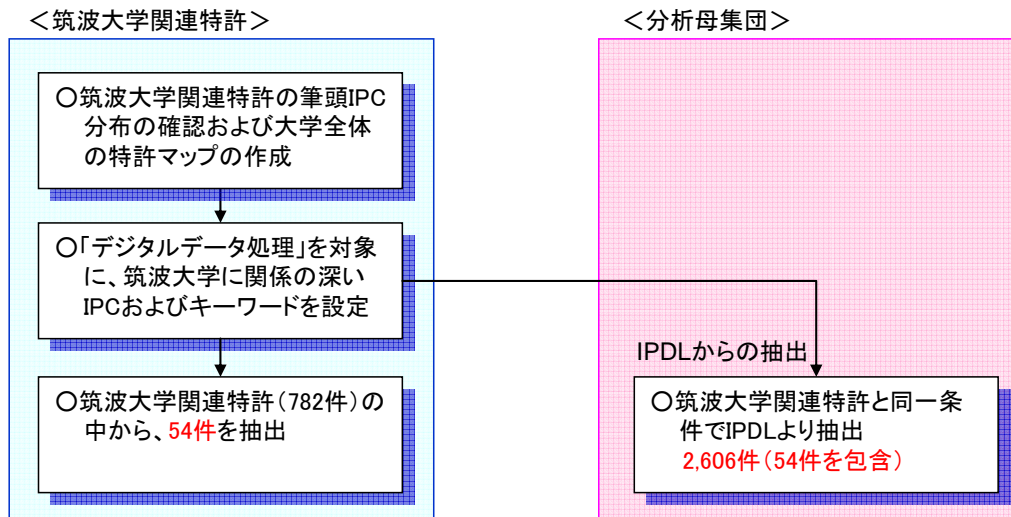 ＜筑波大学関連特許＞
＜分析母集団＞
○筑波大学関連特許の筆頭IPC
分布の確認および大学全体
の特許マップの作成
○「デジタルデータ処理」を対象
に、筑波大学に関係の深い
IPCおよびキーワードを設定
IPDLからの抽出
○筑波大学関連特許（782件）の
中から、54件を抽出
○筑波大学関連特許と同一条
件でIPDLより抽出
2,606件（54件を包含）